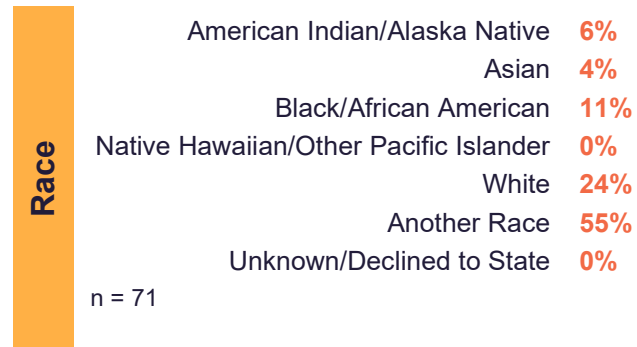 Race
American Indian/Alaska Native 6%
Asian 4%
Black/African American 11%
Native Hawaiian/Other Pacific Islander 0%
White 24%
Another Race 55%
Unknown/Declined to State 0%
n = 71